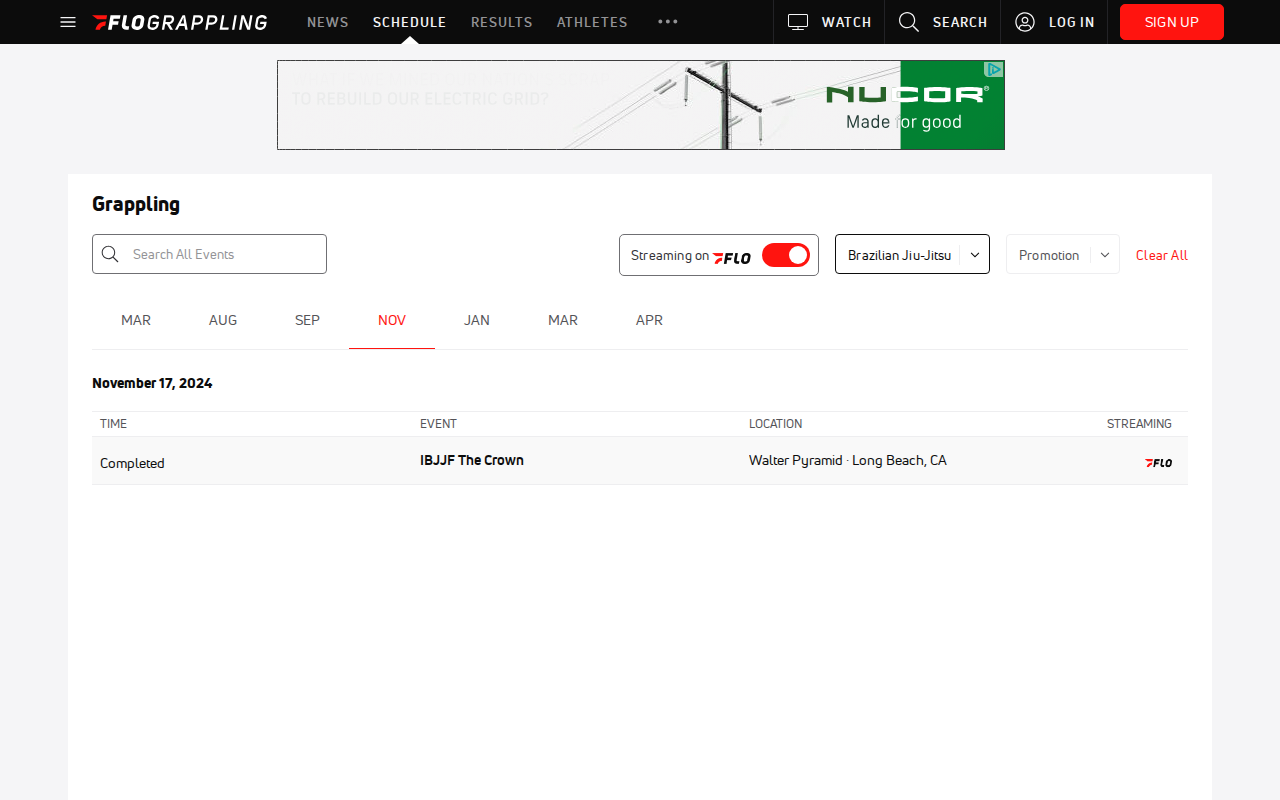 FLOGRAPPLING
NEWS
SCHEDULE
RESULTS
ATHLETES
WATCH
SEARCH
LOG IN
SIGN UP
TO REBUILD OUR ELECTRIC GRID?
NUCOR®
Made for good
Grappling
Search All Events
Streaming on FLO
Brazilian Jiu-Jitsu
Promotion
Clear All
MAR
AUG
SEP
NOV
JAN
MAR
APR
November 17, 2024
TIME
EVENT
LOCATION
STREAMING
Completed
IBJJF The Crown
Walter Pyramid · Long Beach, CA
FLO